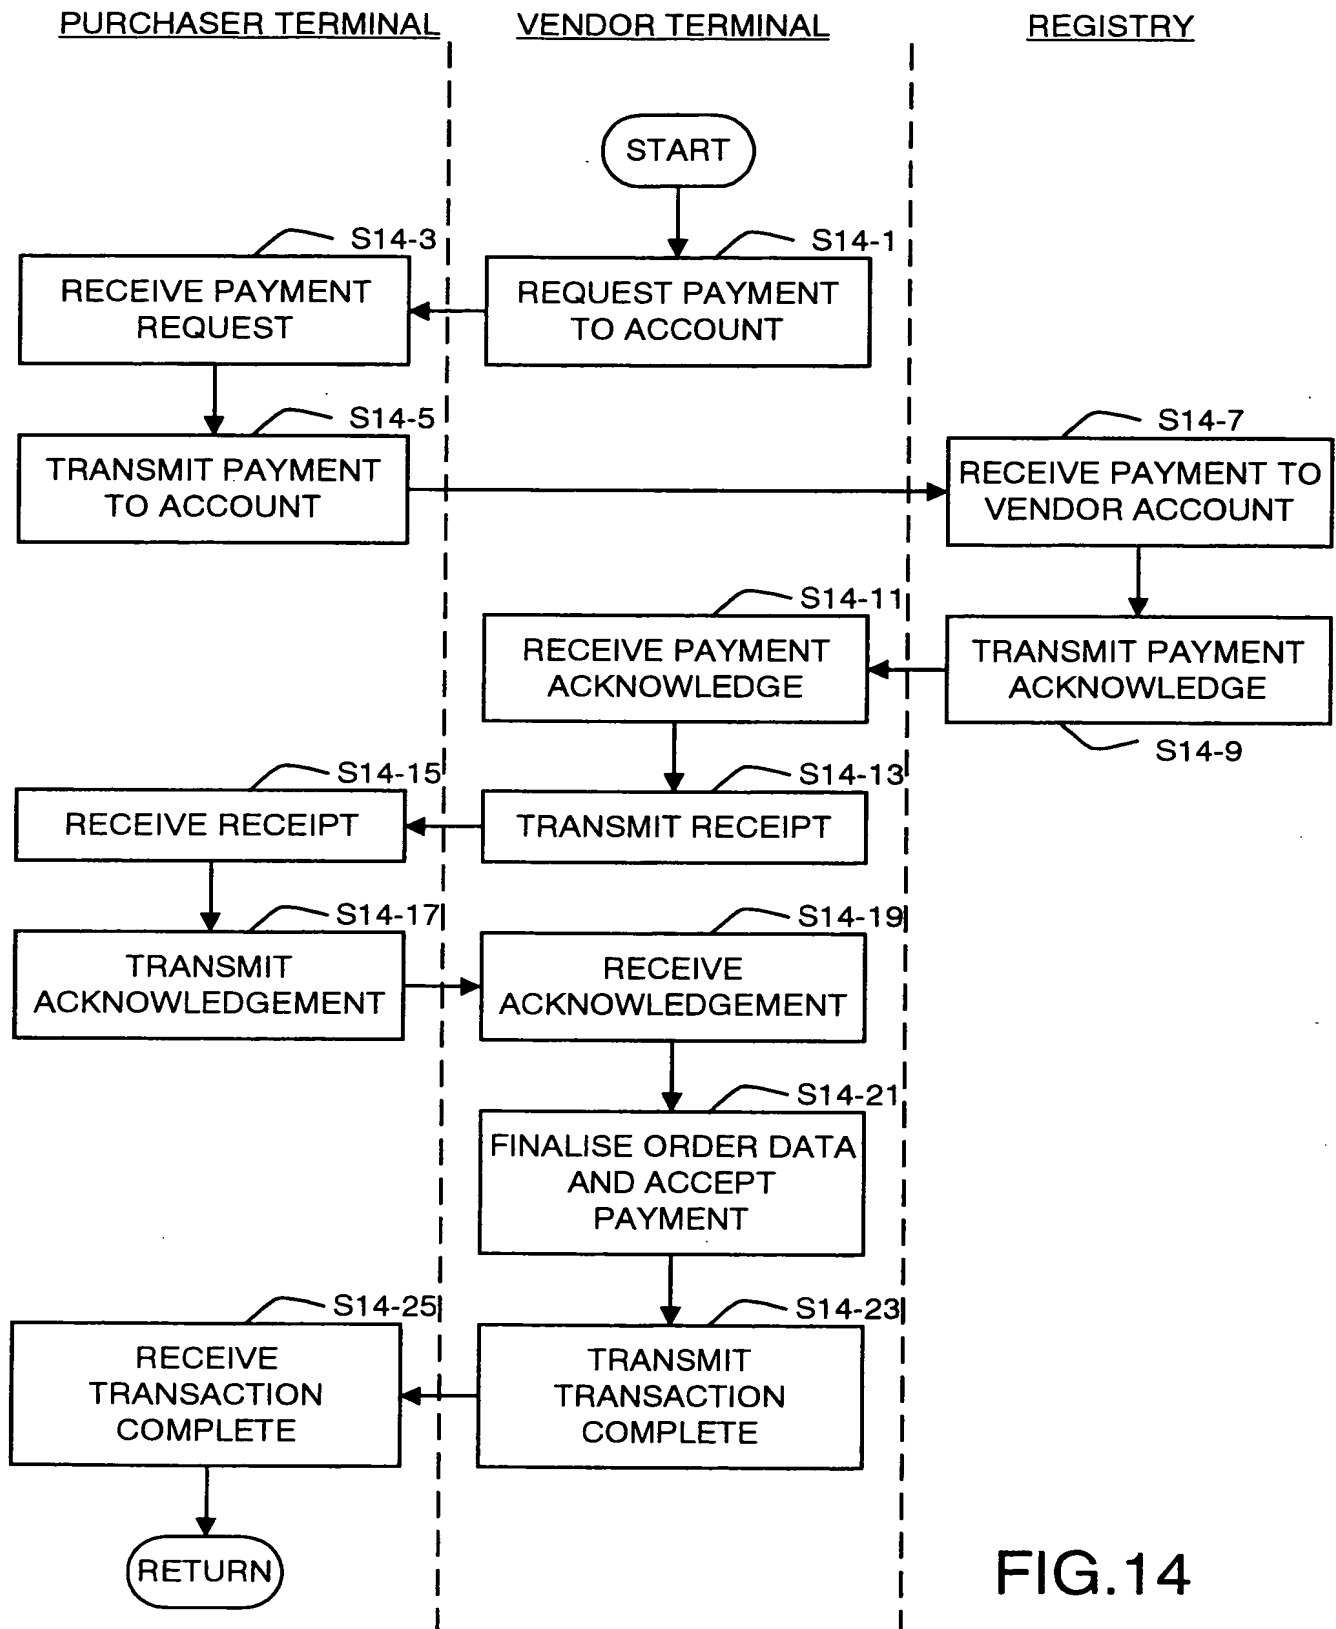 PURCHASER TERMINAL
VENDOR TERMINAL
REGISTRY
START
S14-3
S14-1
RECEIVE PAYMENT
REQUEST
REQUEST PAYMENT
TO ACCOUNT
S14-5
S14-7
TRANSMIT PAYMENT
TO ACCOUNT
RECEIVE PAYMENT TO
VENDOR ACCOUNT
S14-11
RECEIVE PAYMENT
ACKNOWLEDGE
TRANSMIT PAYMENT
ACKNOWLEDGE
S14-9
S14-15
S14-13
RECEIVE RECEIPT
TRANSMIT RECEIPT
S14-17
S14-19
TRANSMIT
ACKNOWLEDGEMENT
RECEIVE
ACKNOWLEDGEMENT
S14-21
FINALISE ORDER DATA
AND ACCEPT
PAYMENT
S14-25
S14-23
RECEIVE
TRANSACTION
COMPLETE
TRANSMIT
TRANSACTION
COMPLETE
RETURN
FIG.14